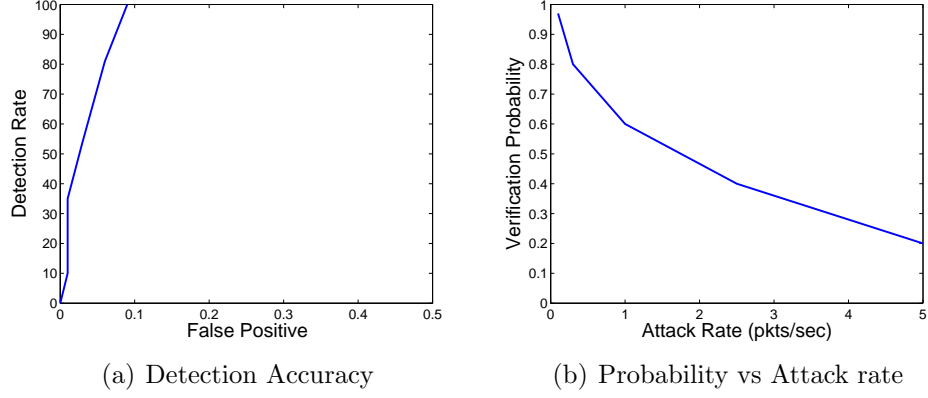 100
90
80
70
60
50
40
30
20
10
0
Detection Rate
0 0.1 0.2 0.3 0.4 0.5
False Positive
(a) Detection Accuracy
1
0.9
0.8
0.7
0.6
0.5
0.4
0.3
0.2
0.1
0
Verification Probability
0 1 2 3 4 5
Attack Rate (pkts/sec)
(b) Probability vs Attack rate